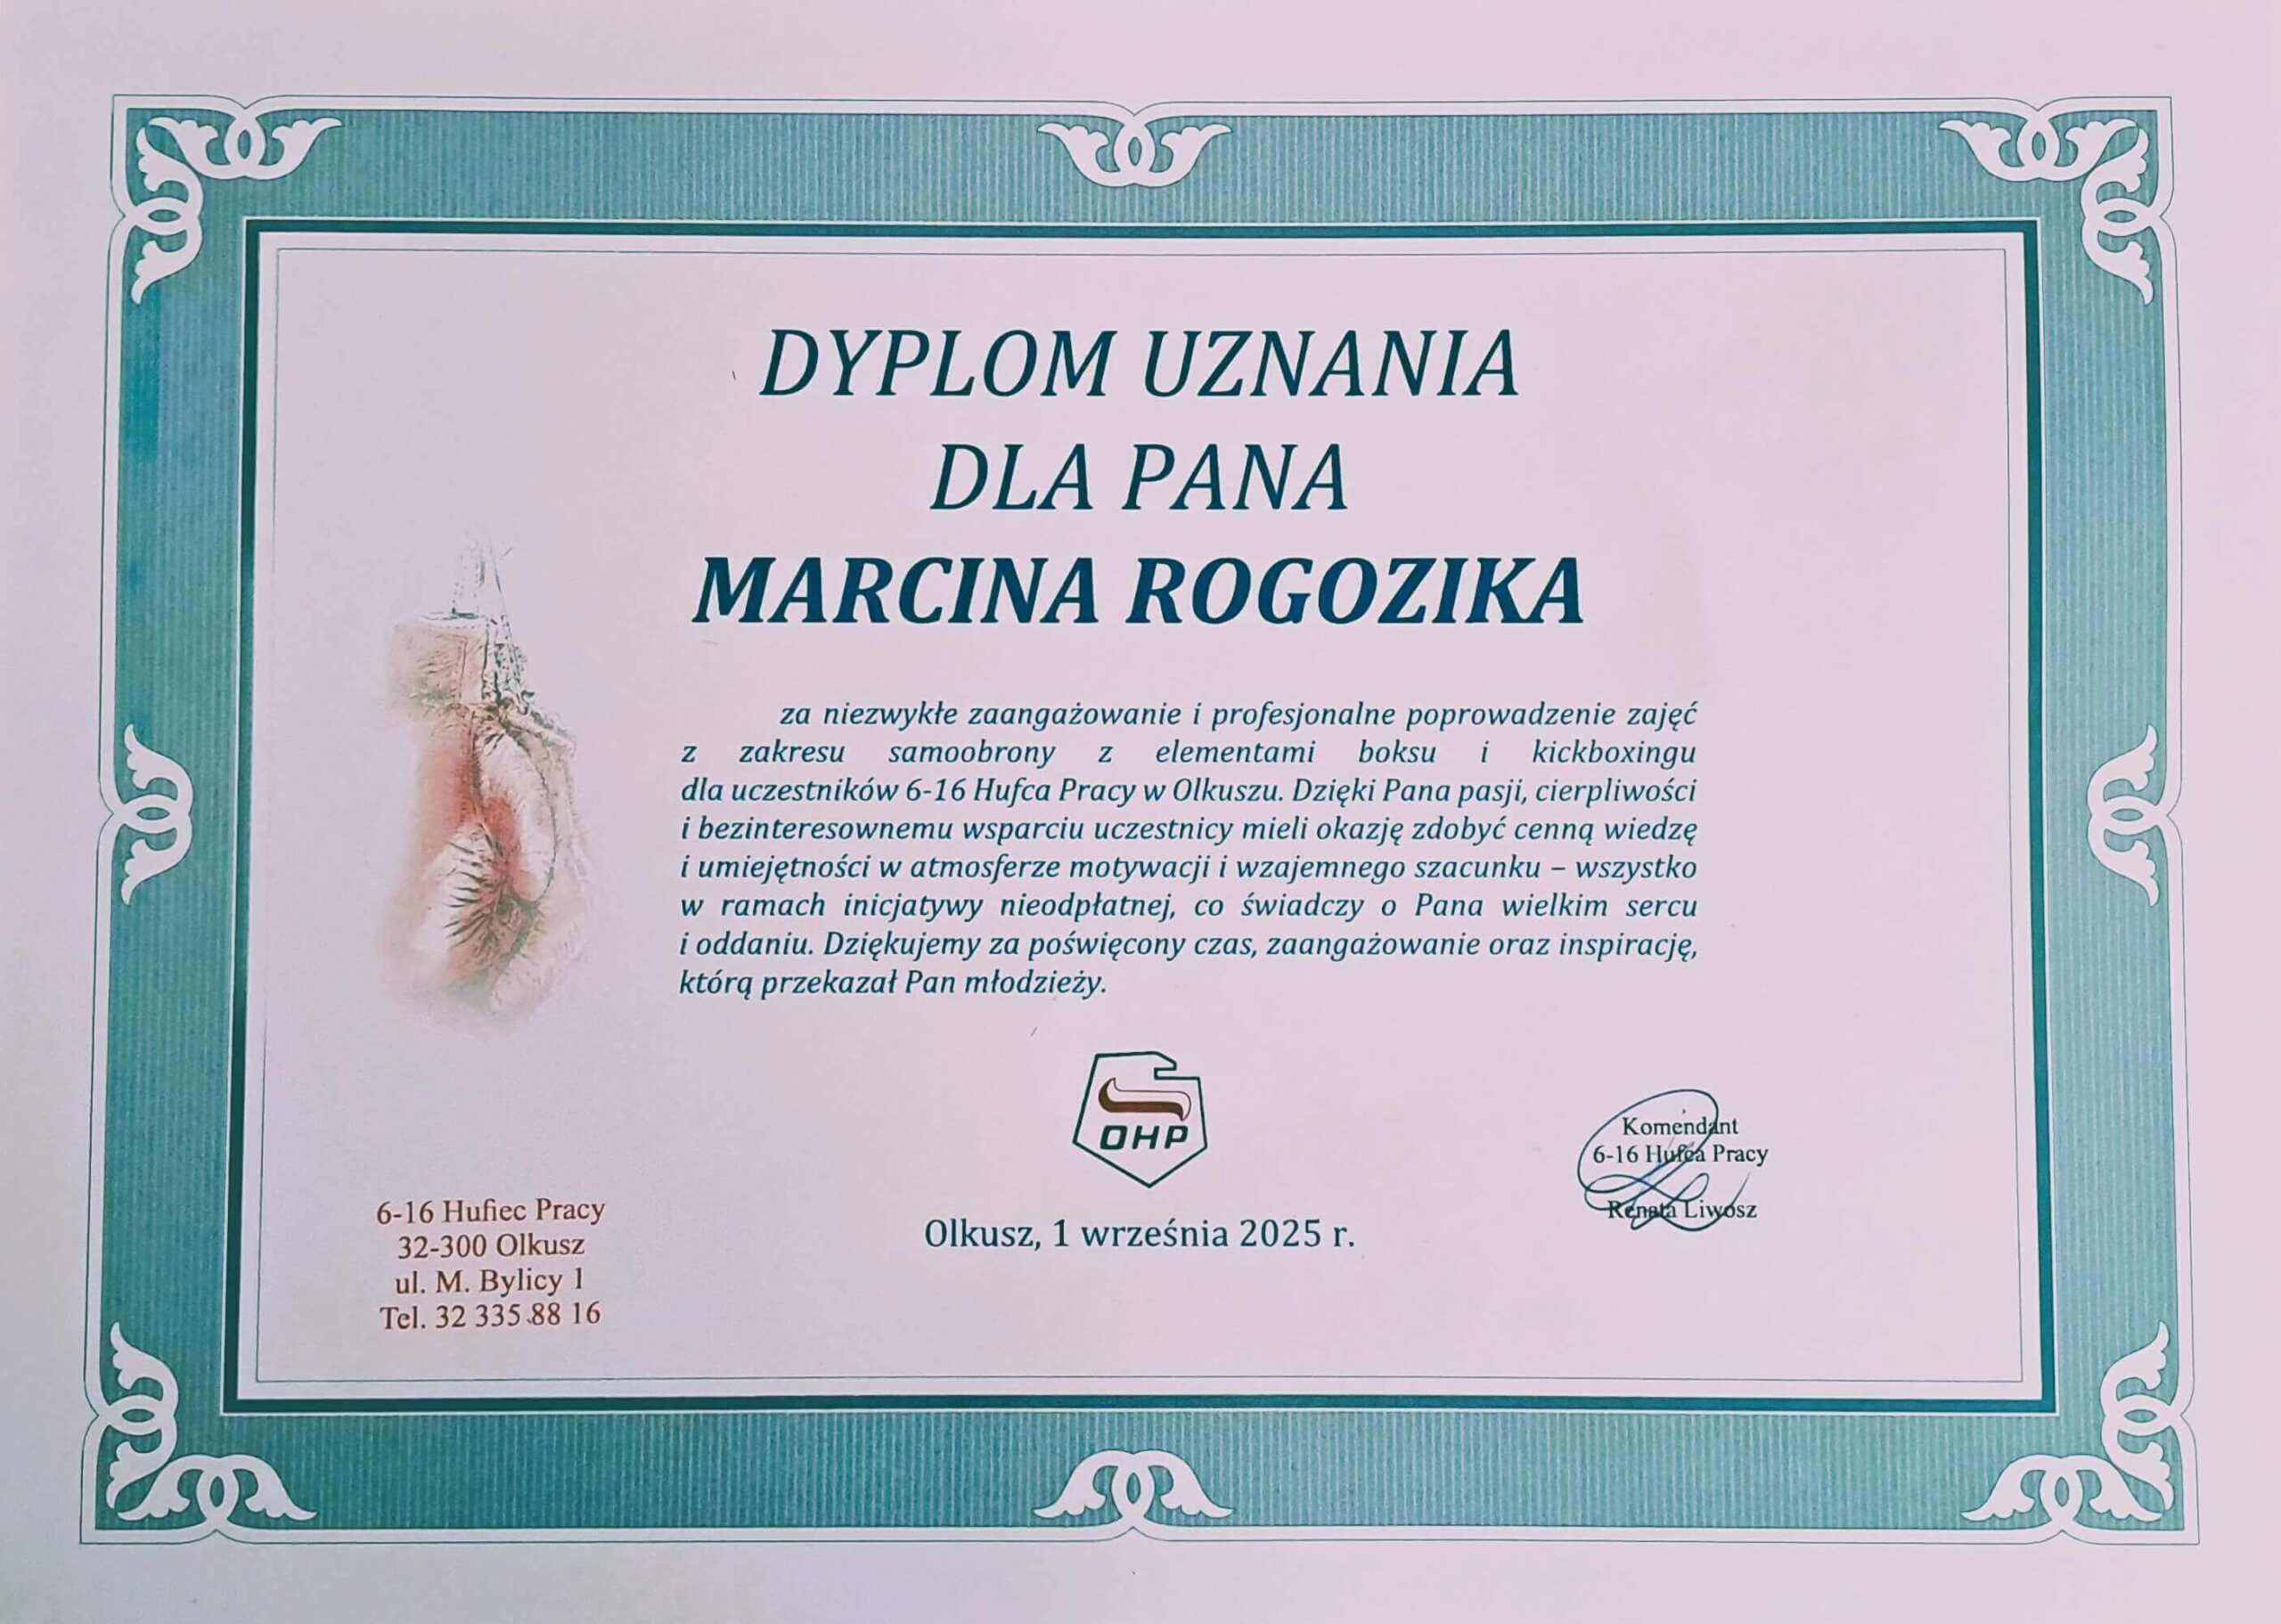 DYPLOM UZNANIA
DLA PANA
MARCINA ROGOZIKA
za niezwykłe zaangażowanie i profesjonalne poprowadzenie zajęć
z zakresu samoobrony z elementami boksu i kickboxingu
dla uczestników 6-16 Hufca Pracy w Olkuszu. Dzięki Pana pasji, cierpliwości
i bezinteresownemu wsparciu uczestnicy mieli okazję zdobyć cenną wiedzę
i umiejętności w atmosferze motywacji i wzajemnego szacunku – wszystko
w ramach inicjatywy nieodpłatnej, co świadczy o Pana wielkim sercu
i oddaniu. Dziękujemy za poświęcony czas, zaangażowanie oraz inspirację,
którą przekazał Pan młodzieży.
OHP
Komendant
6-16 Hufca Pracy
Renata Liwosz
6-16 Hufiec Pracy
32-300 Olkusz
ul. M. Bylicy 1
Tel. 32 335 88 16
Olkusz, 1 września 2025 r.